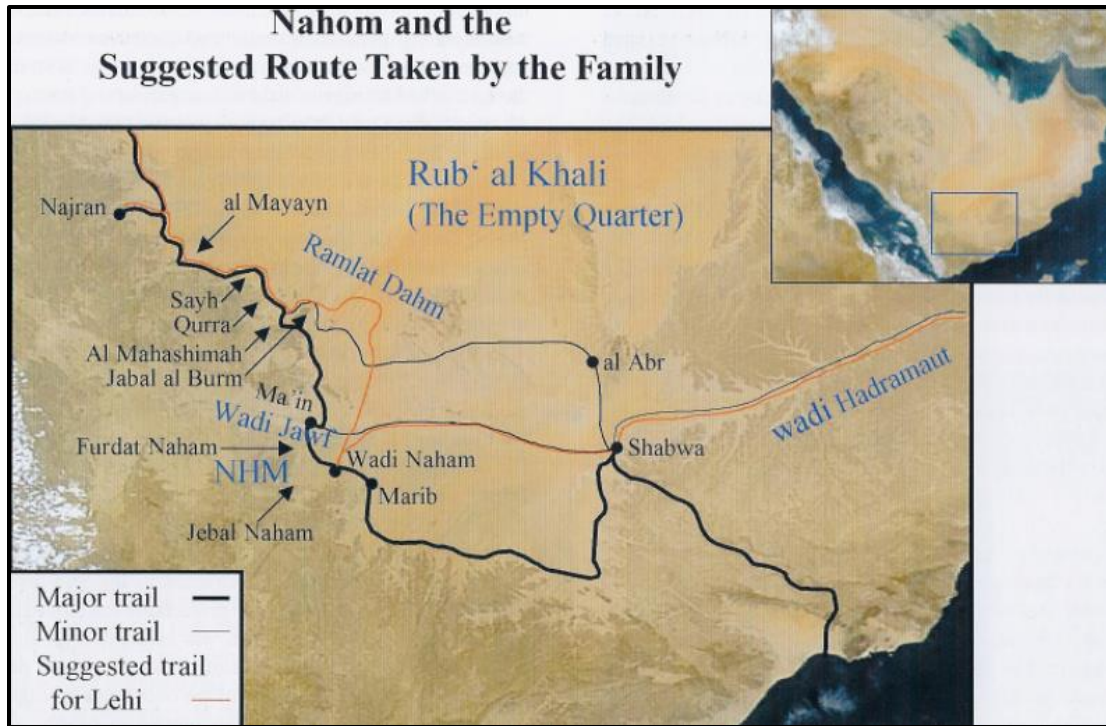 Nahom and the
Suggested Route Taken by the Family
Rub‘ al Khali
(The Empty Quarter)
Najran
al Mayayn
Ramlat Dahm
Sayh
Qurra
Al Mahashimah
Jabal al Burm
al Abr
Ma‘in
Wadi Jawf
wadi Hadramaut
Furdat Naham
Shabwa
NHM
Wadi Naham
Marib
Jebal Naham
Major trail
Minor trail
Suggested trail
for Lehi